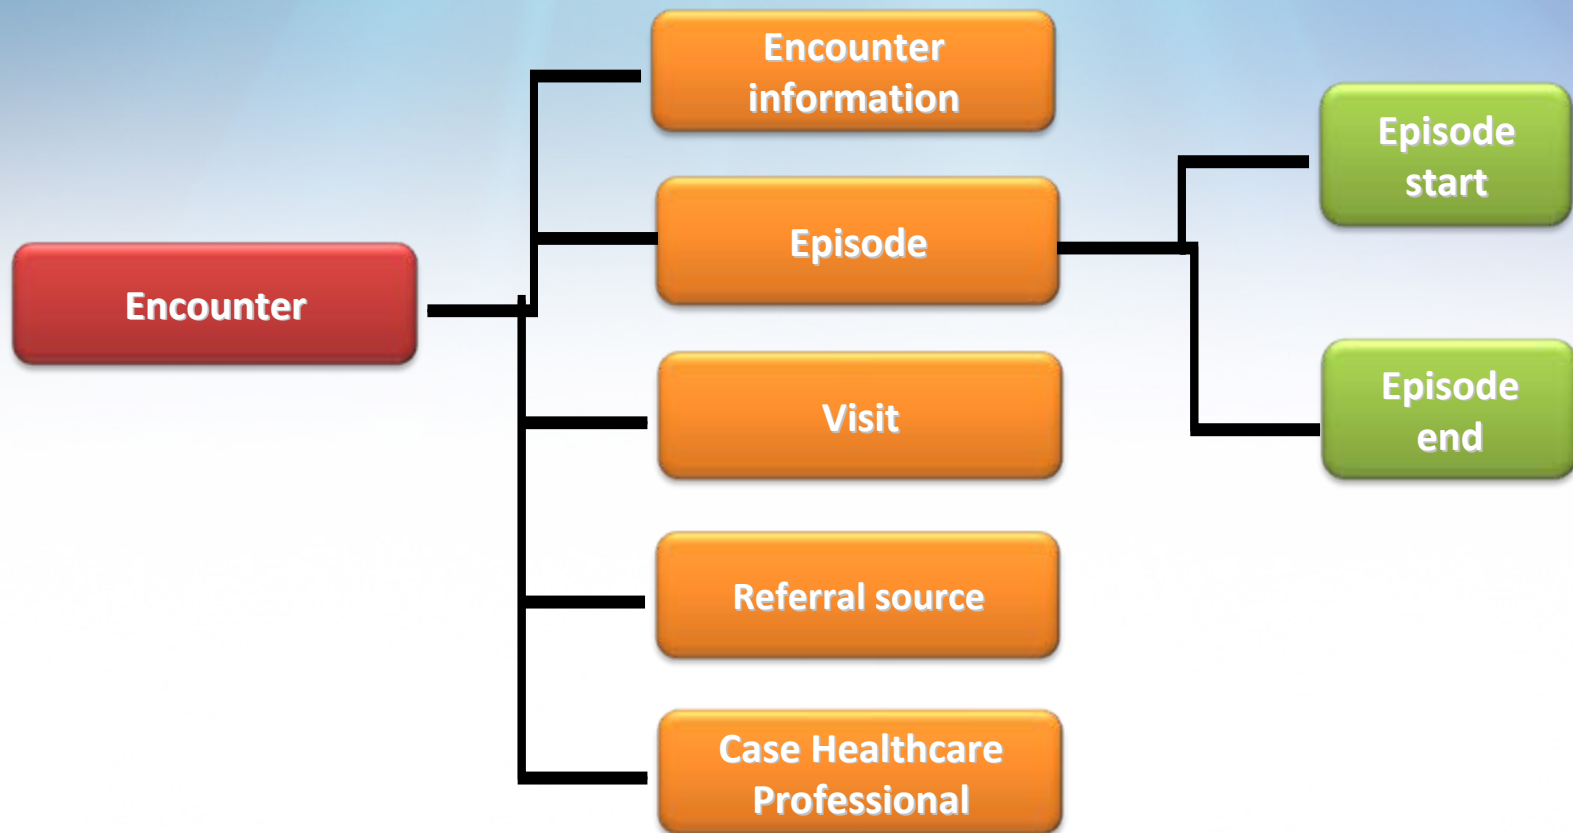 Encounter
Encounter
information
Episode
Visit
Referral source
Case Healthcare
Professional
Episode
start
Episode
end